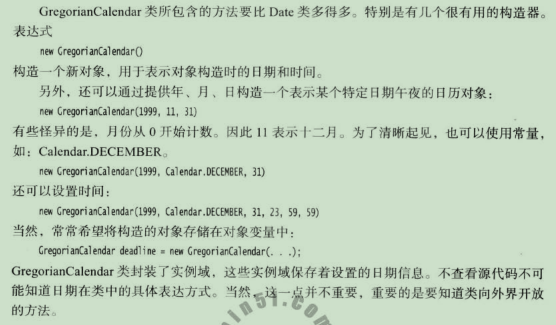 GregorianCalendar 类所包含的方法要比 Date 类多得多。特别是有几个很有用的构造器。
表达式
new GregorianCalendar()
构造一个新对象，用于表示对象构造时的日期和时间。
另外，还可以通过提供年、月、日构造一个表示某个特定日期午夜的日历对象：
new GregorianCalendar(1999, 11, 31)
有些怪异的是，月份从 0 开始计数。因此 11 表示十二月。为了清晰起见，也可以使用常量，
如：Calendar.DECEMBER。
new GregorianCalendar(1999, Calendar.DECEMBER, 31)
还可以设置时间：
new GregorianCalendar(1999, Calendar.DECEMBER, 31, 23, 59, 59)
当然，常常希望将构造的对象存储在对象变量中：
GregorianCalendar deadline = new GregorianCalendar(. . .);
GregorianCalendar 类封装了实例域，这些实例域保存着设置的日期信息。不查看源代码不可
能知道日期在类中的具体表达方式。当然，这一点并不重要，重要的是要知道类向外界开放
的方法。